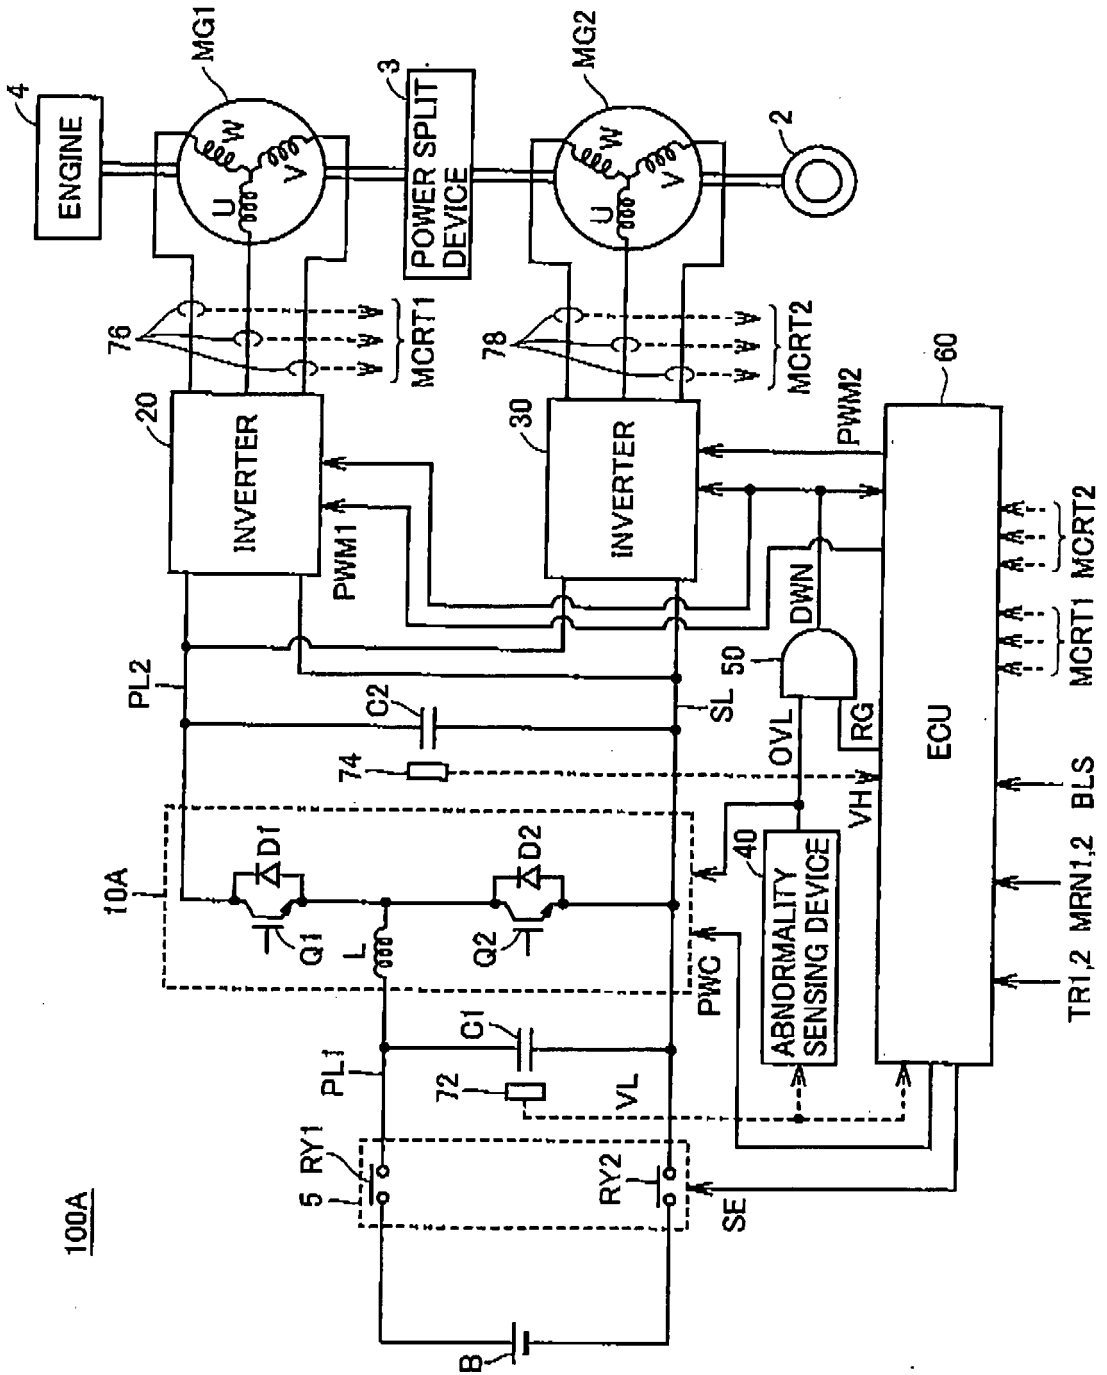 100A
B
5
RY1
RY2
SE
PL1
72
C1
VL
10A
L
Q1
D1
Q2
D2
PWC
PL2
74
C2
SL
VH
40
ABNORMALITY
SENSING DEVICE
OVL
RG
50
DWN
ECU
60
TR1,2
MRN1,2
BLS
MCRT1
MCRT2
20
INVERTER
PWM1
30
INVERTER
PWM2
76
MCRT1
78
MCRT2
4
ENGINE
MG1
U
V
W
3
POWER SPLIT
DEVICE
MG2
U
V
W
2